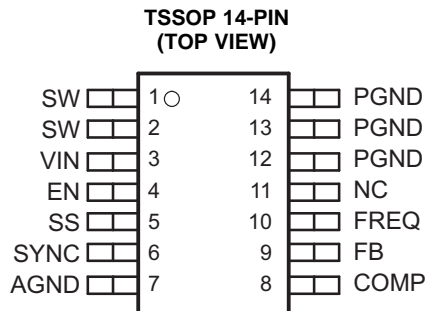 TSSOP 14-PIN
(TOP VIEW)
SW 1 14 PGND
SW 2 13 PGND
VIN 3 12 PGND
EN 4 11 NC
SS 5 10 FREQ
SYNC 6 9 FB
AGND 7 8 COMP